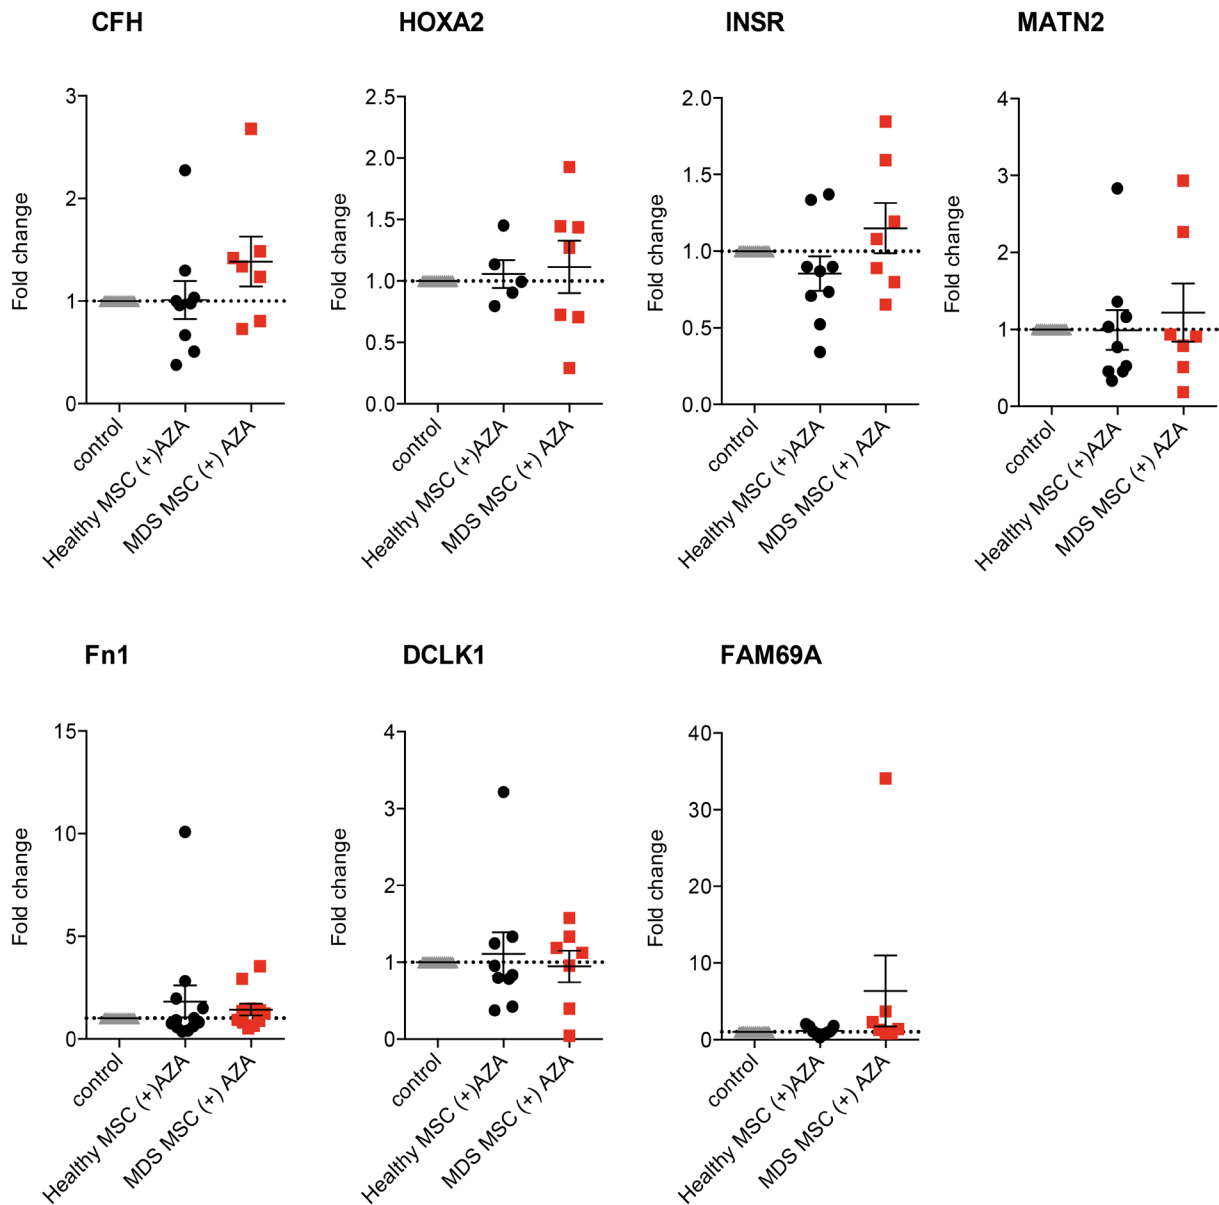 CFH
HOXA2
INSR
MATN2
Fold change
3
2
1
0
control
Healthy MSC (+)AZA
MDS MSC (+) AZA
Fold change
2.5
2.0
1.5
1.0
0.5
0.0
control
Healthy MSC (+)AZA
MDS MSC (+) AZA
Fold change
2.0
1.5
1.0
0.5
0.0
control
Healthy MSC (+)AZA
MDS MSC (+) AZA
Fold change
4
3
2
1
0
control
Healthy MSC (+)AZA
MDS MSC (+) AZA
Fn1
DCLK1
FAM69A
Fold change
15
10
5
0
control
Healthy MSC (+)AZA
MDS MSC (+) AZA
Fold change
4
3
2
1
0
control
Healthy MSC (+)AZA
MDS MSC (+) AZA
Fold change
40
30
20
10
0
control
Healthy MSC (+)AZA
MDS MSC (+) AZA